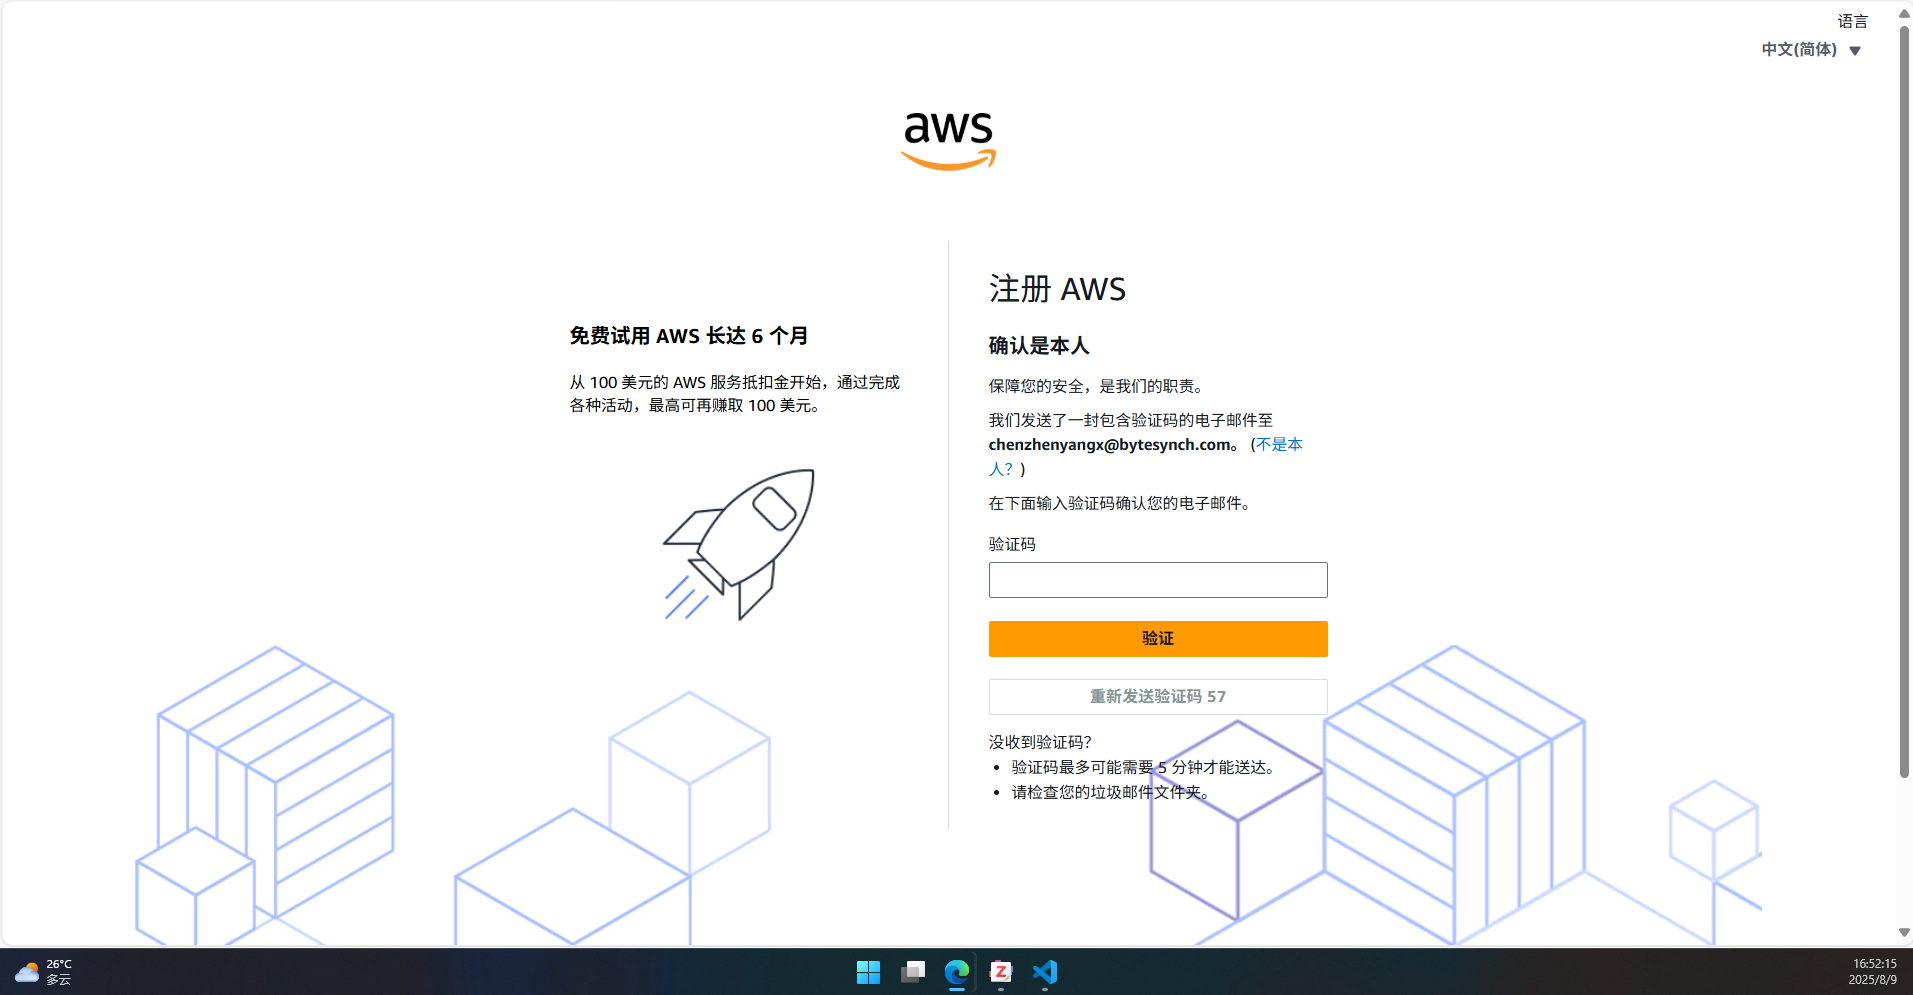 语言
中文(简体)
aws
免费试用 AWS 长达 6 个月
从 100 美元的 AWS 服务抵扣金开始，通过完成
各种活动，最高可再赚取 100 美元。
注册 AWS
确认是本人
保障您的安全，是我们的职责。
我们发送了一封包含验证码的电子邮件至
chenzhenyangx@bytesynch.com。 (不是本
人？)
在下面输入验证码确认您的电子邮件。
验证码
验证
重新发送验证码 57
没收到验证码？
• 验证码最多可能需要 5 分钟才能送达。
• 请检查您的垃圾邮件文件夹。
26°C
多云
Z
16:52:15
2025/8/9